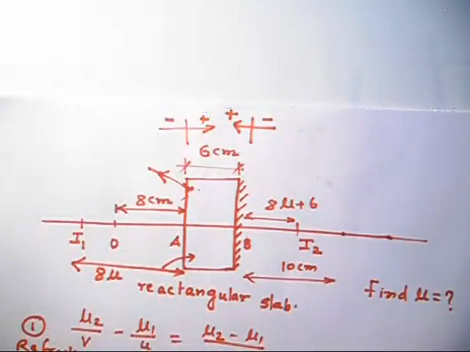 - + + -
6cm
8cm
8μ+6
I₁ O A B I₂
8μ
10cm
reactangular slab.
find μ=?
① μ₂/v - μ₁/u = μ₂-μ₁